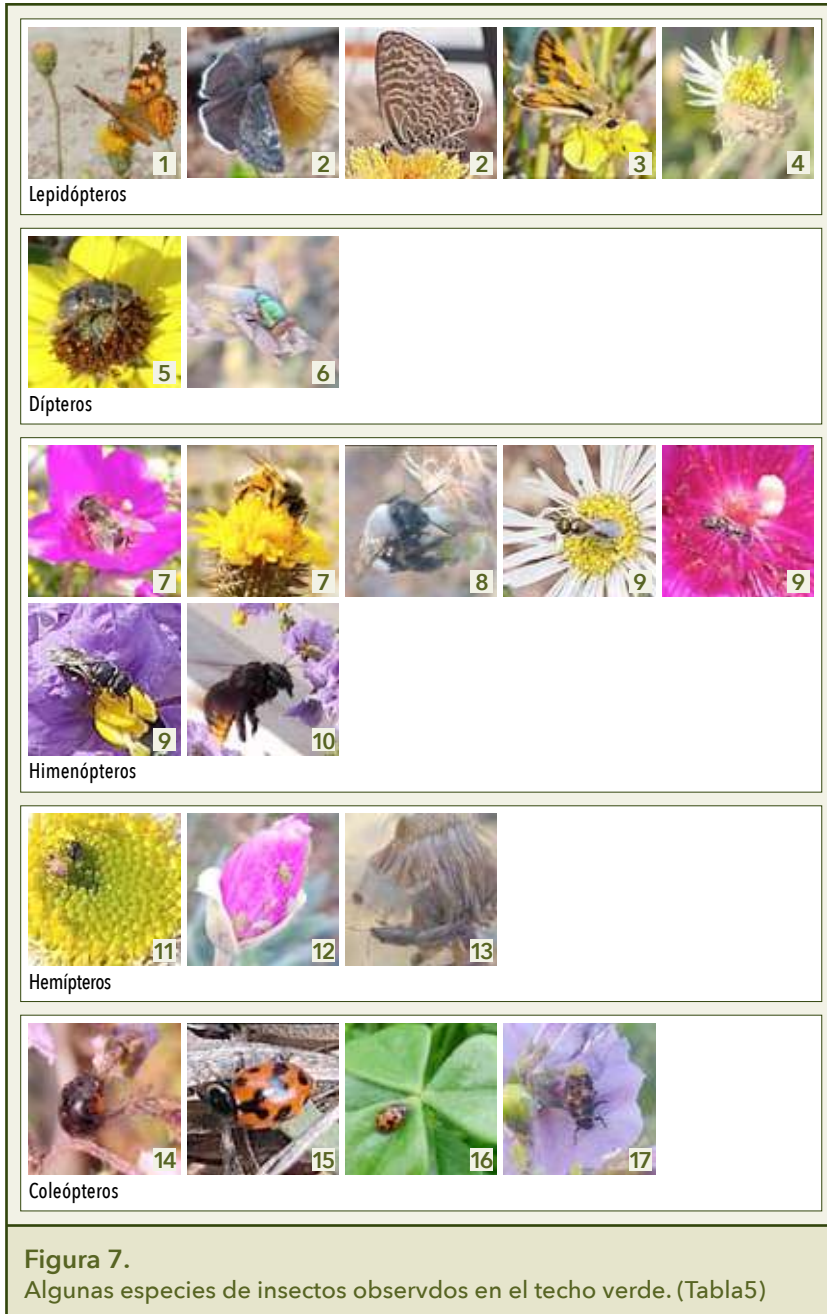 1 2 2 3 4
Lepidópteros
5 6
Dípteros
7 7 8 9 9
9 10
Himenópteros
11 12 13
Hemípteros
14 15 16 17
Coleópteros
Figura 7.
Algunas especies de insectos observdos en el techo verde. (Tabla5)